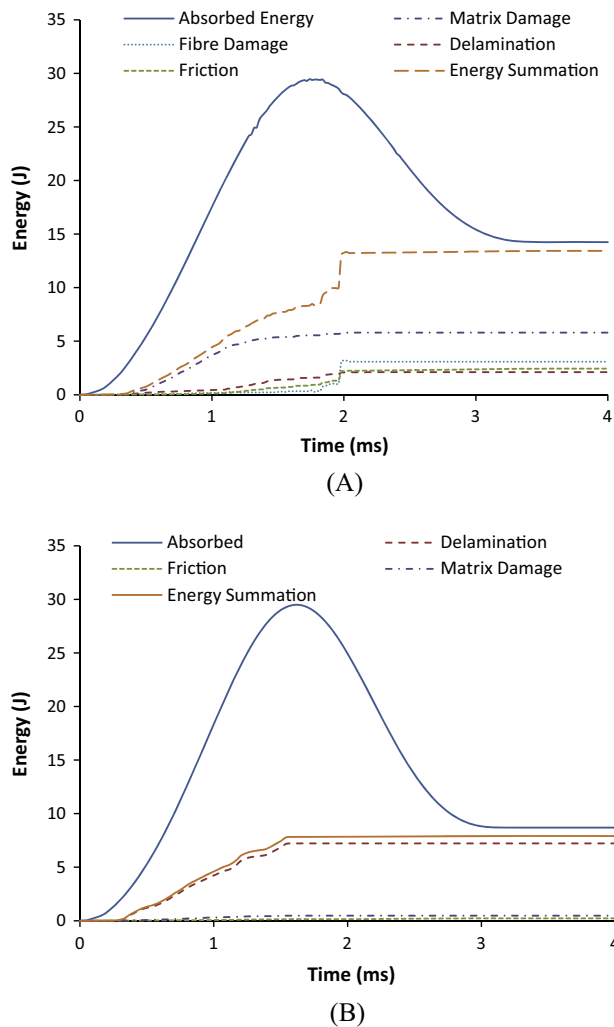 35
30
25
20
15
10
5
0
Energy (J)
Absorbed Energy
Matrix Damage
Fibre Damage
Delamination
Friction
Energy Summation
0 1 2 3 4
Time (ms)
(A)
35
30
25
20
15
10
5
0
Energy (J)
Absorbed
Delamination
Friction
Matrix Damage
Energy Summation
0 1 2 3 4
Time (ms)
(B)